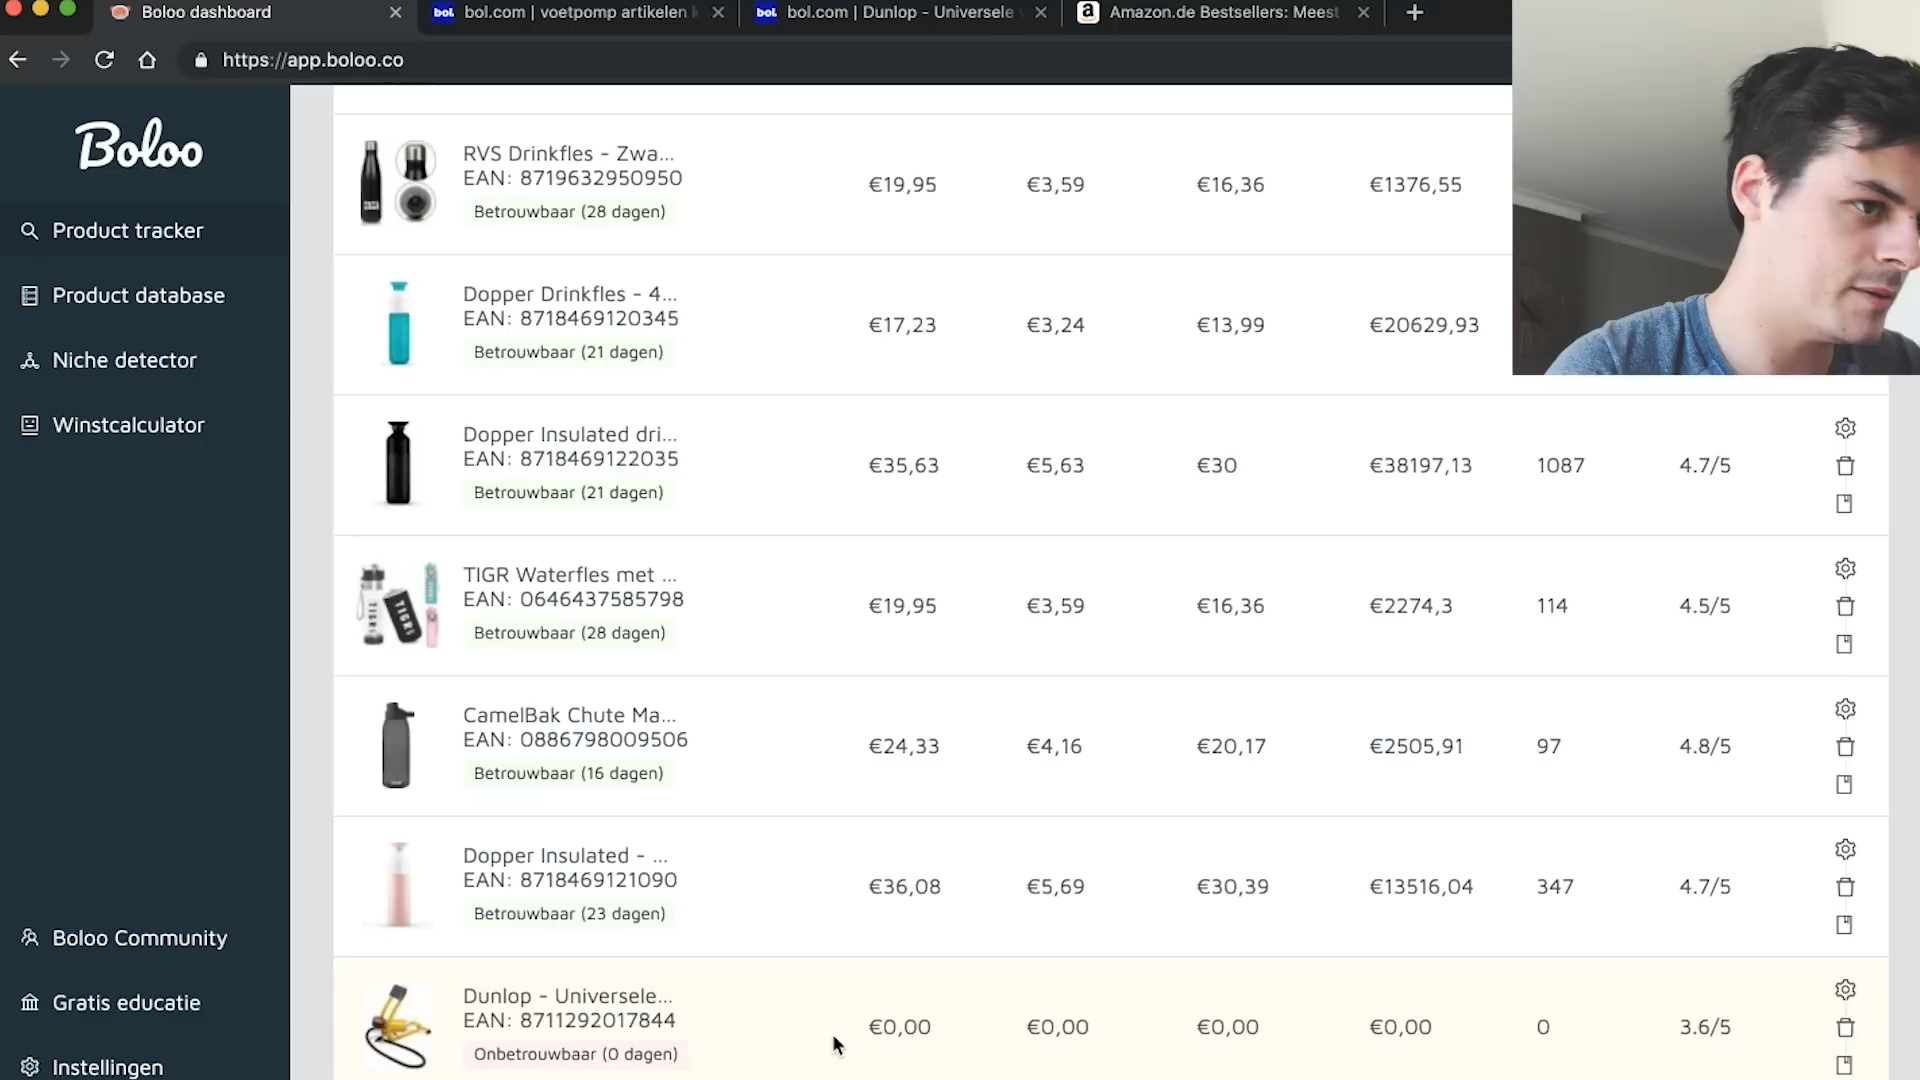 Boloo dashboard
bol. bol.com | voetpomp artikelen k
bol. bol.com | Dunlop - Universele v
a Amazon.de Bestsellers: Meest
https://app.boloo.co
Boloo
Product tracker
Product database
Niche detector
Winstcalculator
Boloo Community
Gratis educatie
Instellingen
RVS Drinkfles - Zwa...
EAN: 8719632950950
Betrouwbaar (28 dagen)
€19,95 €3,59 €16,36 €1376,55
Dopper Drinkfles - 4...
EAN: 8718469120345
Betrouwbaar (21 dagen)
€17,23 €3,24 €13,99 €20629,93
Dopper Insulated dri...
EAN: 8718469122035
Betrouwbaar (21 dagen)
€35,63 €5,63 €30 €38197,13 1087 4.7/5
TIGR Waterfles met ...
EAN: 0646437585798
Betrouwbaar (28 dagen)
€19,95 €3,59 €16,36 €2274,3 114 4.5/5
TIGR
CamelBak Chute Ma...
EAN: 0886798009506
Betrouwbaar (16 dagen)
€24,33 €4,16 €20,17 €2505,91 97 4.8/5
Dopper Insulated - ...
EAN: 8718469121090
Betrouwbaar (23 dagen)
€36,08 €5,69 €30,39 €13516,04 347 4.7/5
Dunlop - Universele...
EAN: 8711292017844
Onbetrouwbaar (0 dagen)
€0,00 €0,00 €0,00 €0,00 0 3.6/5